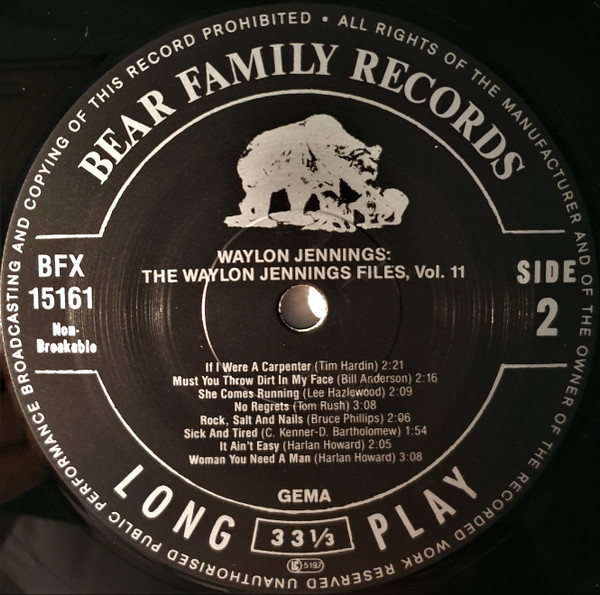 ALL RIGHTS OF THE MANUFACTURER AND OF THE OWNER OF THE RECORDED WORK RESERVED UNAUTHORISED PUBLIC PERFORMANCE BROADCASTING AND COPYING OF THIS RECORD PROHIBITED •
BEAR FAMILY RECORDS
WAYLON JENNINGS:
THE WAYLON JENNINGS FILES, Vol. 11
BFX
15161
Non-
Breakable
SIDE
2
If I Were A Carpenter (Tim Hardin) 2:21
Must You Throw Dirt In My Face (Bill Anderson) 2:16
She Comes Running (Lee Hazlewood) 2:09
No Regrets (Tom Rush) 3:08
Rock, Salt And Nails (Bruce Phillips) 2:06
Sick And Tired (C. Kenner-D. Bartholomew) 1:54
It Ain't Easy (Harlan Howard) 2:05
Woman You Need A Man (Harlan Howard) 3:08
GEMA
LONG 33 1/3 PLAY
LC 5197